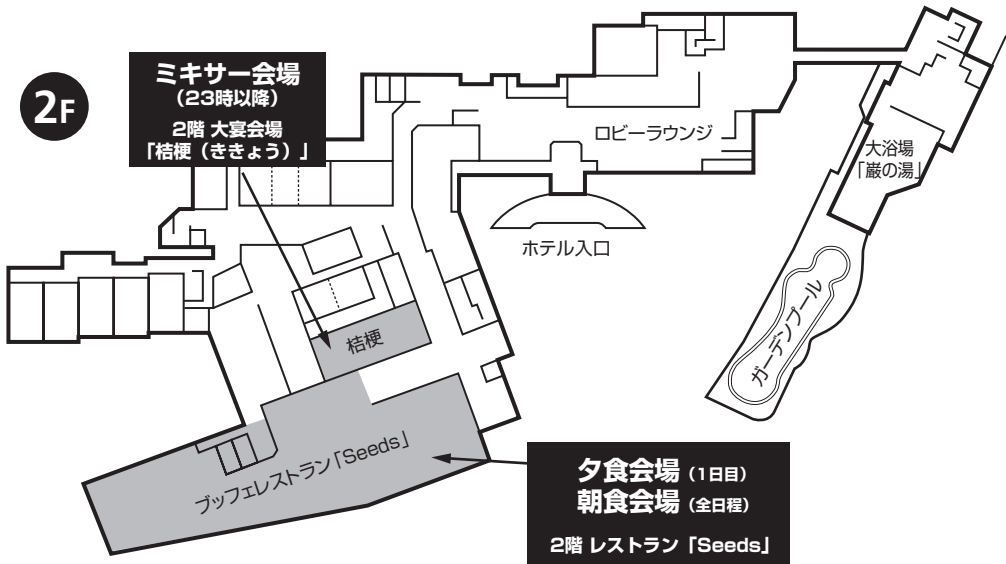 2F
ミキサー会場
（23時以降）
2階 大宴会場
「桔梗（ききょう）」
ロビーラウンジ
大浴場
「巌の湯」
ホテル入口
ガーデンプール
桔梗
ブッフェレストラン「Seeds」
夕食会場（1日目）
朝食会場（全日程）
2階 レストラン「Seeds」